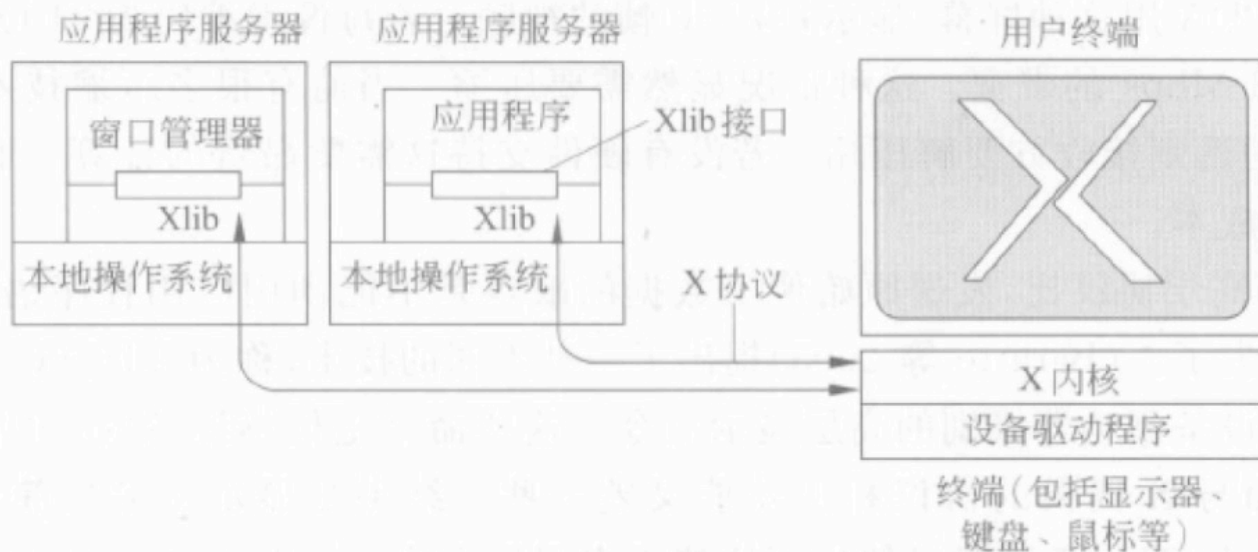 应用程序服务器
应用程序服务器
用户终端
窗口管理器
应用程序
Xlib接口
Xlib
Xlib
本地操作系统
本地操作系统
X 协议
X 内核
设备驱动程序
终端(包括显示器、
键盘、鼠标等)